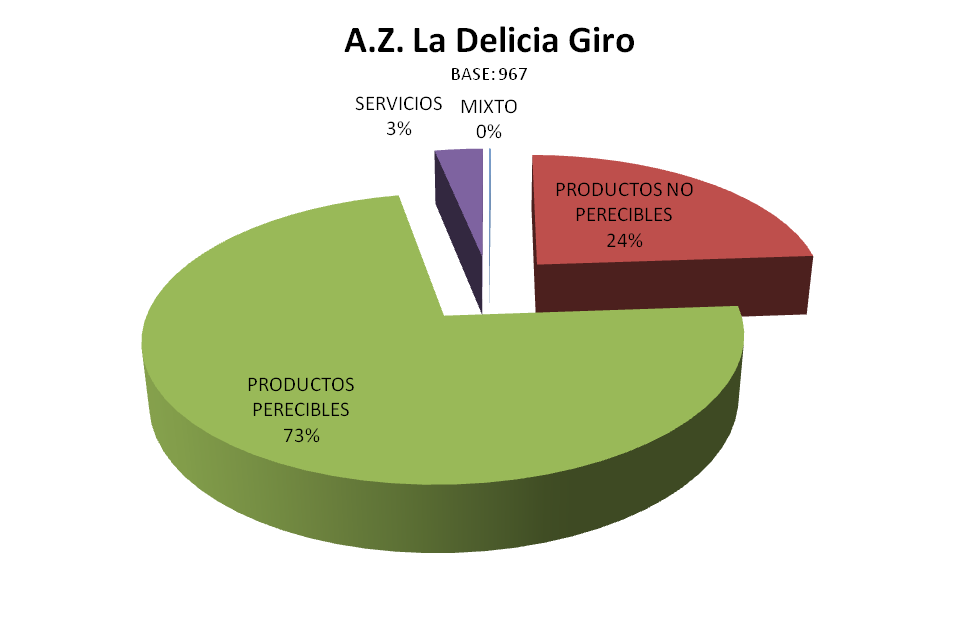 A.Z. La Delicia Giro
BASE: 967
SERVICIOS
3%
MIXTO
0%
PRODUCTOS NO
PERECIBLES
24%
PRODUCTOS
PERECIBLES
73%